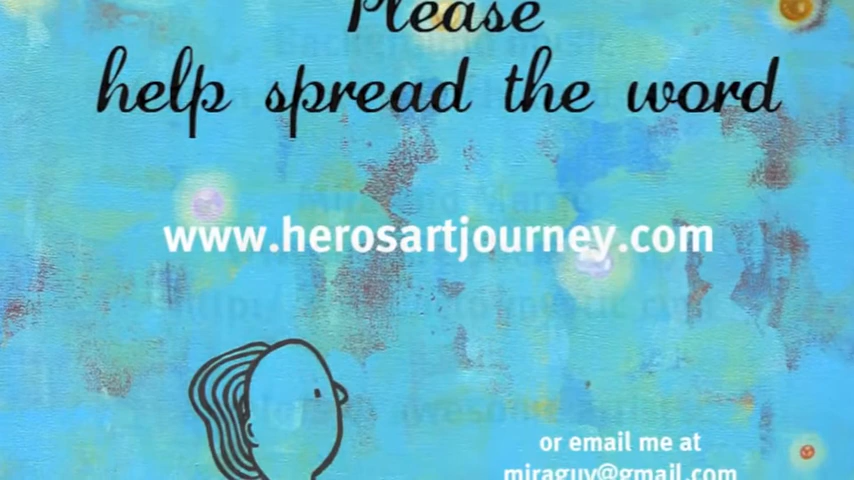 Please
help spread the word
www.herosartjourney.com
or email me at
miraguy@gmail.com